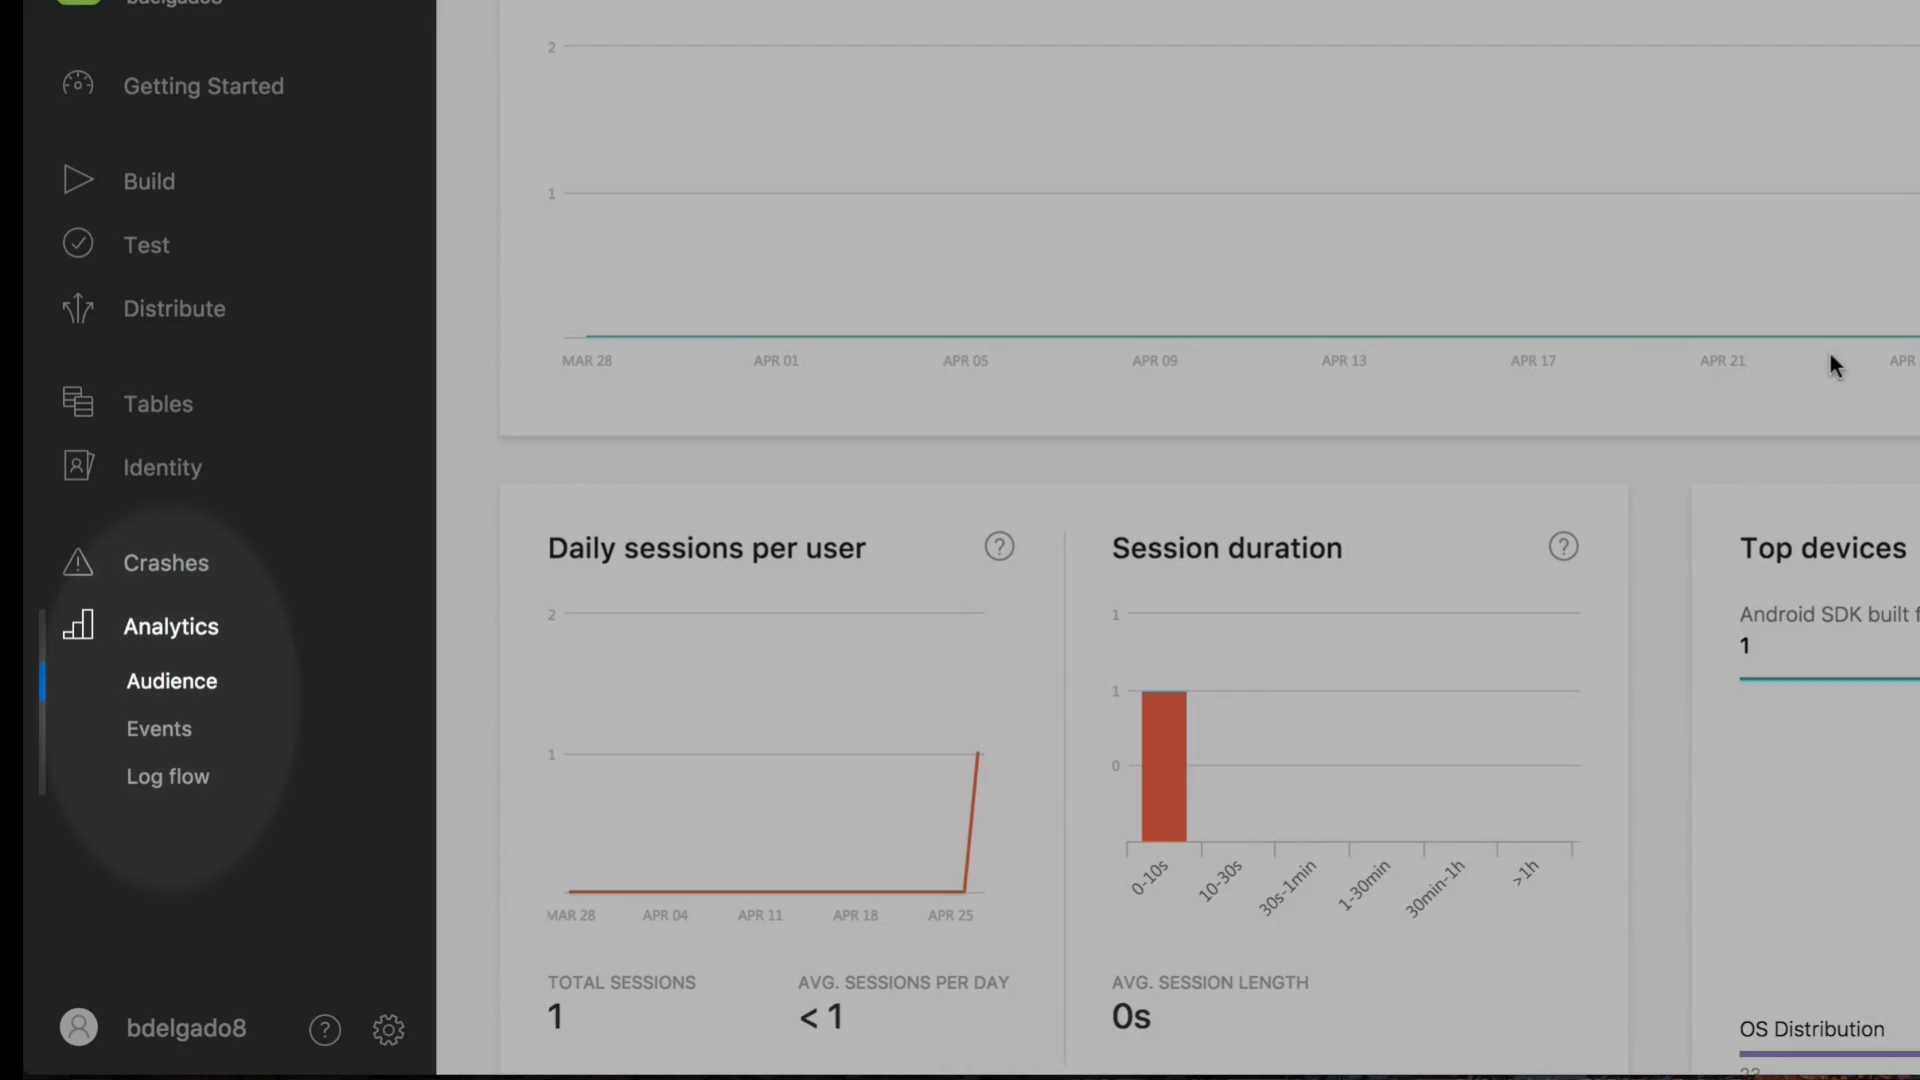 bdelgado8
Getting Started
Build
Test
Distribute
Tables
Identity
Crashes
Analytics
Audience
Events
Log flow
bdelgado8
2
1
MAR 28 APR 01 APR 05 APR 09 APR 13 APR 17 APR 21 APR
Daily sessions per user
2
1
MAR 28 APR 04 APR 11 APR 18 APR 25
TOTAL SESSIONS
1
AVG. SESSIONS PER DAY
< 1
Session duration
1
1
0
0-10s 10-30s 30s-1min 1-30min 30min-1h >1h
AVG. SESSION LENGTH
0s
Top devices
Android SDK built f
1
OS Distribution